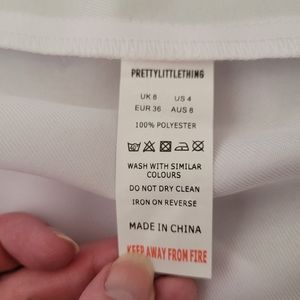 PRETTYLITTLETHING
UK 8 US 4
EUR 36 AUS 8
100% POLYESTER
WASH WITH SIMILAR
COLOURS
DO NOT DRY CLEAN
IRON ON REVERSE
MADE IN CHINA
KEEP AWAY FROM FIRE